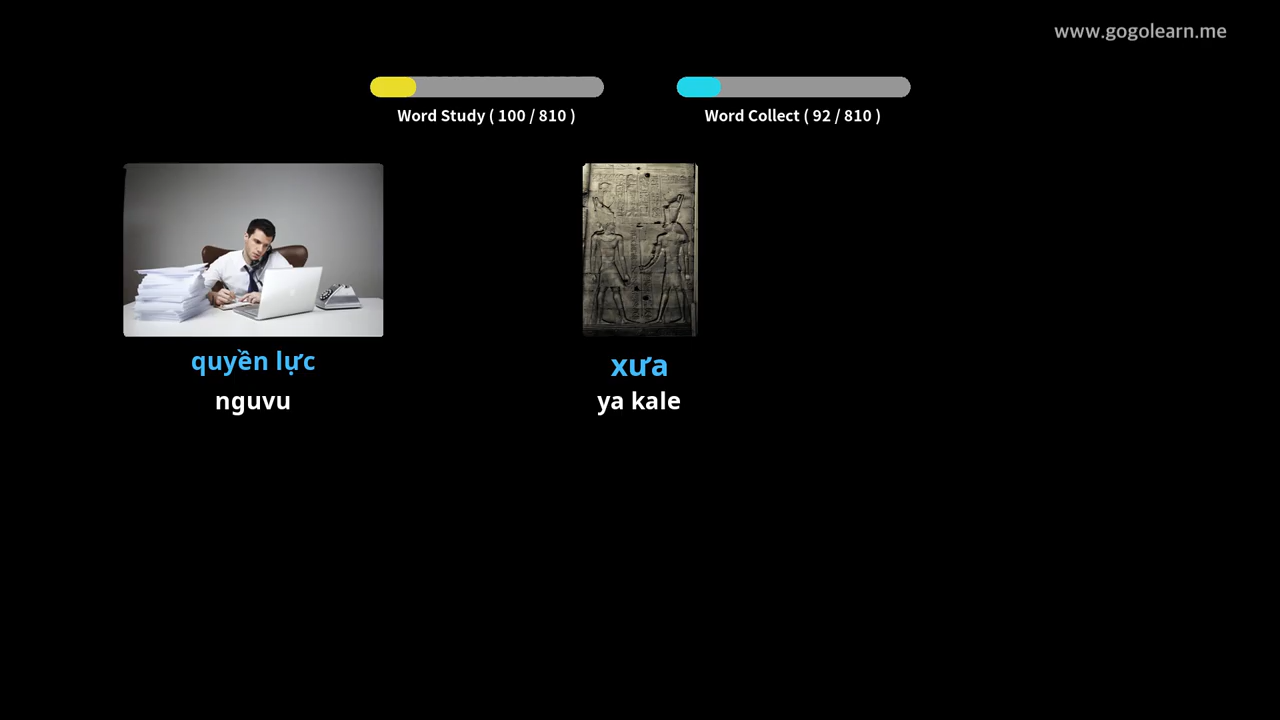 www.gogolearn.me
Word Study ( 100 / 810 )
Word Collect ( 92 / 810 )
quyền lực
nguvu
xưa
ya kale